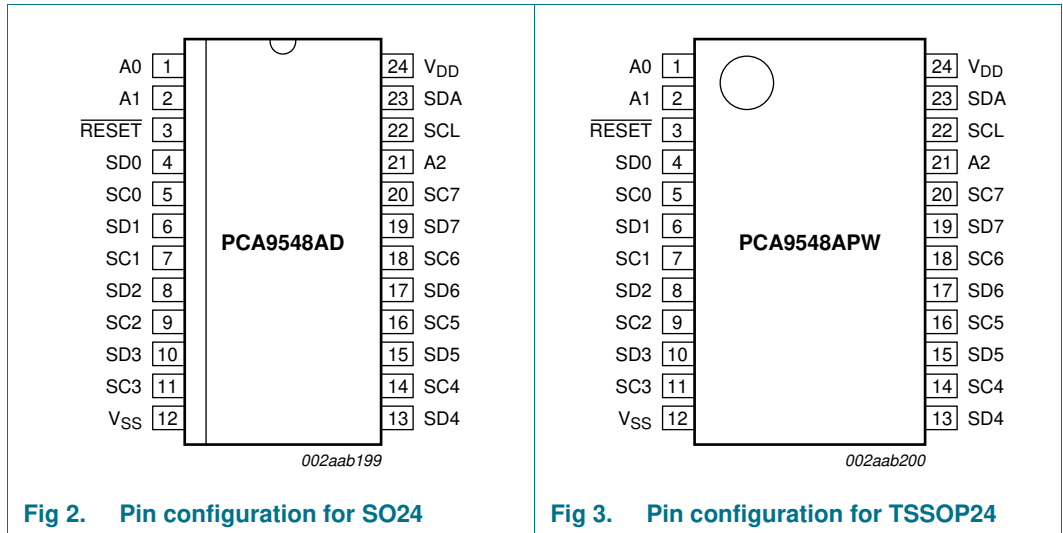 A0 1
A1 2
RESET 3
SD0 4
SC0 5
SD1 6
SC1 7
SD2 8
SC2 9
SD3 10
SC3 11
VSS 12
PCA9548AD
24 VDD
23 SDA
22 SCL
21 A2
20 SC7
19 SD7
18 SC6
17 SD6
16 SC5
15 SD5
14 SC4
13 SD4
002aab199
Fig 2. Pin configuration for SO24
A0 1
A1 2
RESET 3
SD0 4
SC0 5
SD1 6
SC1 7
SD2 8
SC2 9
SD3 10
SC3 11
VSS 12
PCA9548APW
24 VDD
23 SDA
22 SCL
21 A2
20 SC7
19 SD7
18 SC6
17 SD6
16 SC5
15 SD5
14 SC4
13 SD4
002aab200
Fig 3. Pin configuration for TSSOP24